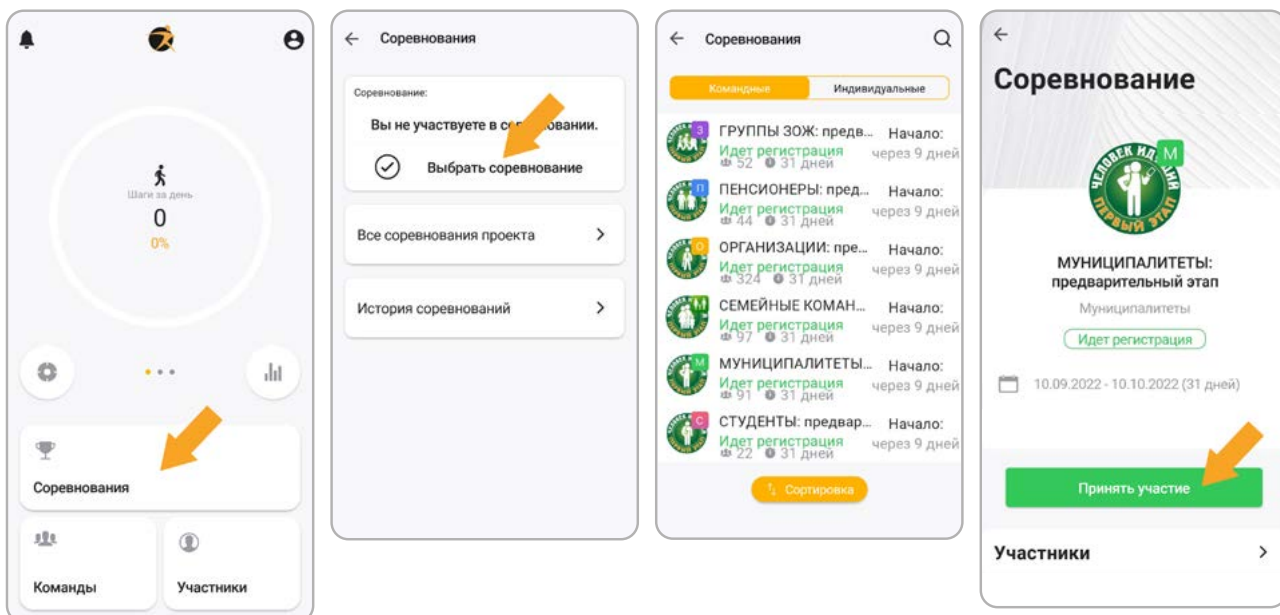 Шаги за день
0
0%
Соревнования
Команды
Участники
Соревнования
Соревнование:
Вы не участвуете в соревновании.
Выбрать соревнование
Все соревнования проекта
История соревнований
Соревнования
Командные
Индивидуальные
З
ГРУППЫ ЗОЖ: предв...
Начало:
Идет регистрация
через 9 дней
52 31 дней
П
ПЕНСИОНЕРЫ: пред...
Начало:
Идет регистрация
через 9 дней
44 31 дней
О
ОРГАНИЗАЦИИ: пре...
Начало:
Идет регистрация
через 9 дней
324 31 дней
СЕМЕЙНЫЕ КОМАН...
Начало:
Идет регистрация
через 9 дней
97 31 дней
М
МУНИЦИПАЛИТЕТЫ...
Начало:
Идет регистрация
через 9 дней
91 31 дней
С
СТУДЕНТЫ: предвар...
Начало:
Идет регистрация
через 9 дней
22 31 дней
Сортировка
Соревнование
М
ЧЕЛОВЕК ИДУЩИЙ
ПЕРВЫЙ ЭТАП
МУНИЦИПАЛИТЕТЫ:
предварительный этап
Муниципалитеты
Идет регистрация
10.09.2022 - 10.10.2022 (31 дней)
Принять участие
Участники